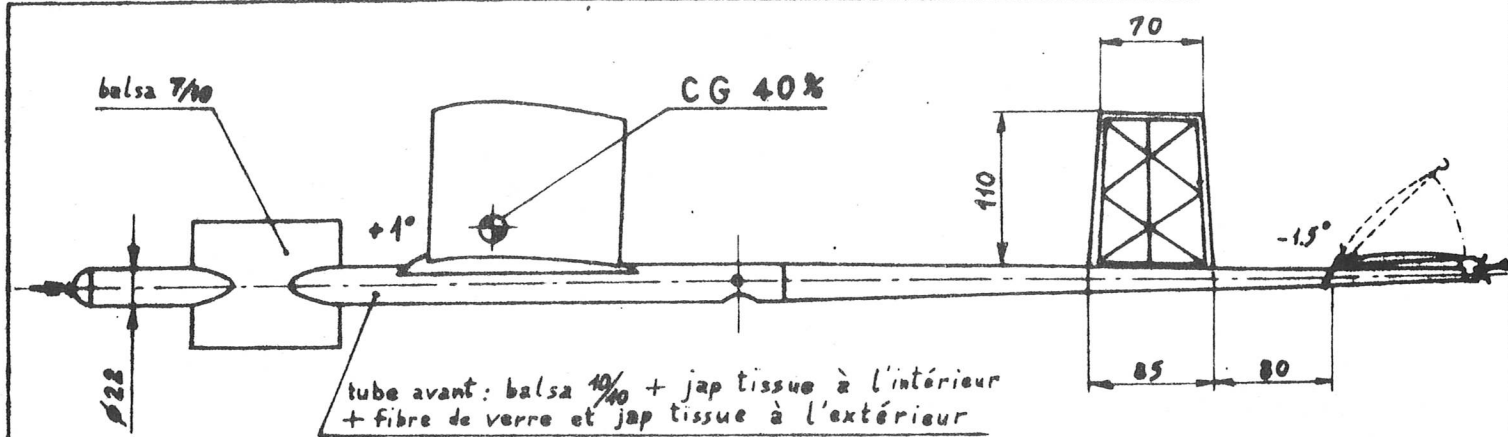 70
balsa 7/10
CG 40%
110
+1°
-1.5°
⌀22
85
80
tube avant: balsa 10/10 + jap tissue à l'intérieur
+ fibre de verre et jap tissue à l'extérieur